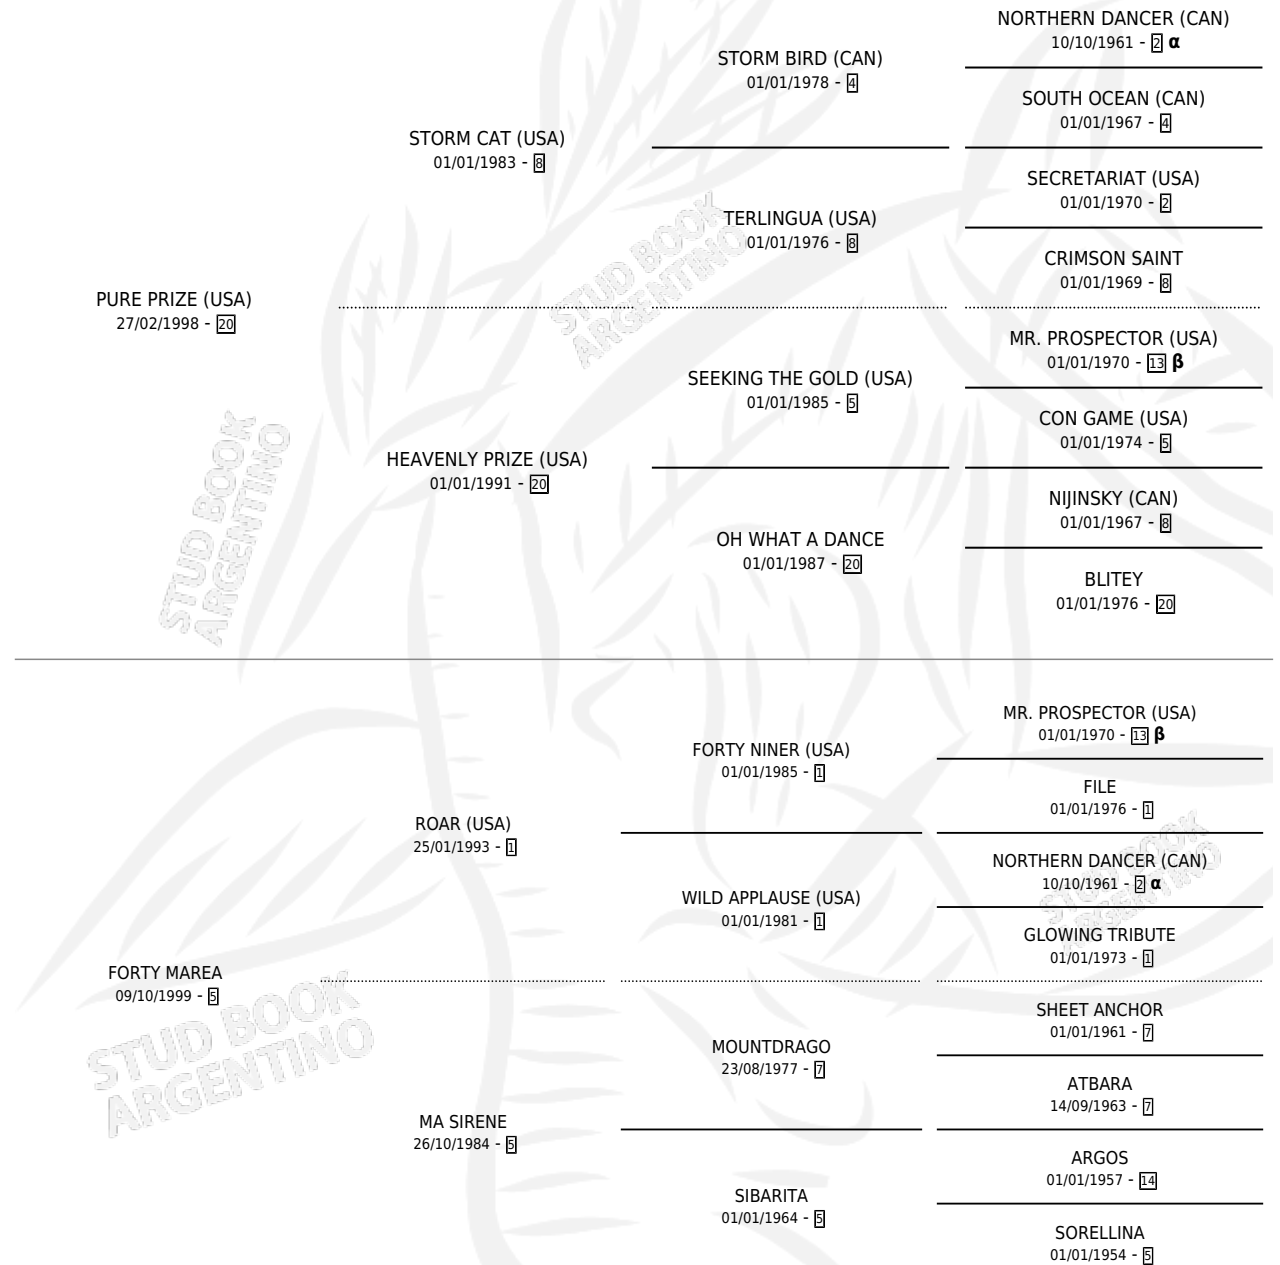 NORTHERN DANCER (CAN)
10/10/1961 - 2 α
STORM BIRD (CAN)
01/01/1978 - 4
SOUTH OCEAN (CAN)
01/01/1967 - 4
STORM CAT (USA)
01/01/1983 - 8
SECRETARIAT (USA)
01/01/1970 - 2
TERLINGUA (USA)
01/01/1976 - 8
CRIMSON SAINT
01/01/1969 - 8
STUD BOOK
ARGENTINO
PURE PRIZE (USA)
27/02/1998 - 20
MR. PROSPECTOR (USA)
01/01/1970 - 13 β
SEEKING THE GOLD (USA)
01/01/1985 - 5
CON GAME (USA)
01/01/1974 - 5
HEAVENLY PRIZE (USA)
01/01/1991 - 20
NIJINSKY (CAN)
01/01/1967 - 8
OH WHAT A DANCE
01/01/1987 - 20
BLITEY
01/01/1976 - 20
STUD BOOK
ARGENTINO
MR. PROSPECTOR (USA)
01/01/1970 - 13 β
FORTY NINER (USA)
01/01/1985 - 1
FILE
01/01/1976 - 1
ROAR (USA)
25/01/1993 - 1
NORTHERN DANCER (CAN)
10/10/1961 - 2 α
WILD APPLAUSE (USA)
01/01/1981 - 1
GLOWING TRIBUTE
01/01/1973 - 1
STUD BOOK
ARGENTINO
FORTY MAREA
09/10/1999 - 5
SHEET ANCHOR
01/01/1961 - 7
MOUNTDRAGO
23/08/1977 - 7
ATBARA
14/09/1963 - 7
STUD BOOK
ARGENTINO
MA SIRENE
26/10/1984 - 5
ARGOS
01/01/1957 - 14
SIBARITA
01/01/1964 - 5
SORELLINA
01/01/1954 - 5